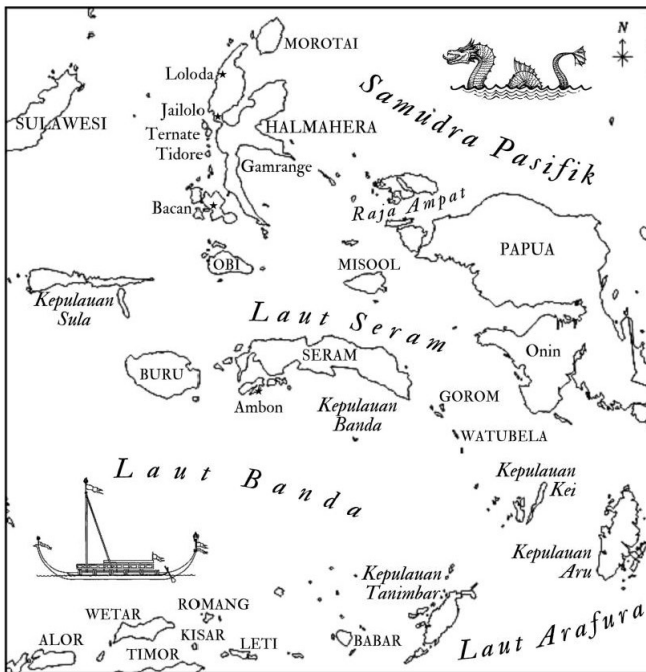 MOROTAI
N
Loloda
Samudra Pasifik
SULAWESI
Jailolo
HALMAHERA
Ternate
Tidore
Gamrange
Raja Ampat
Bacan
PAPUA
OBI
MISOOL
Kepulauan
Sula
Laut Seram
SERAM
Onin
BURU
GOROM
Ambon
Kepulauan
Banda
WATUBELA
Laut Banda
Kepulauan
Kei
Kepulauan
Aru
Kepulauan
Tanimbar
ROMANG
WETAR
KISAR
Laut Arafura
ALOR
TIMOR
LETI
BABAR